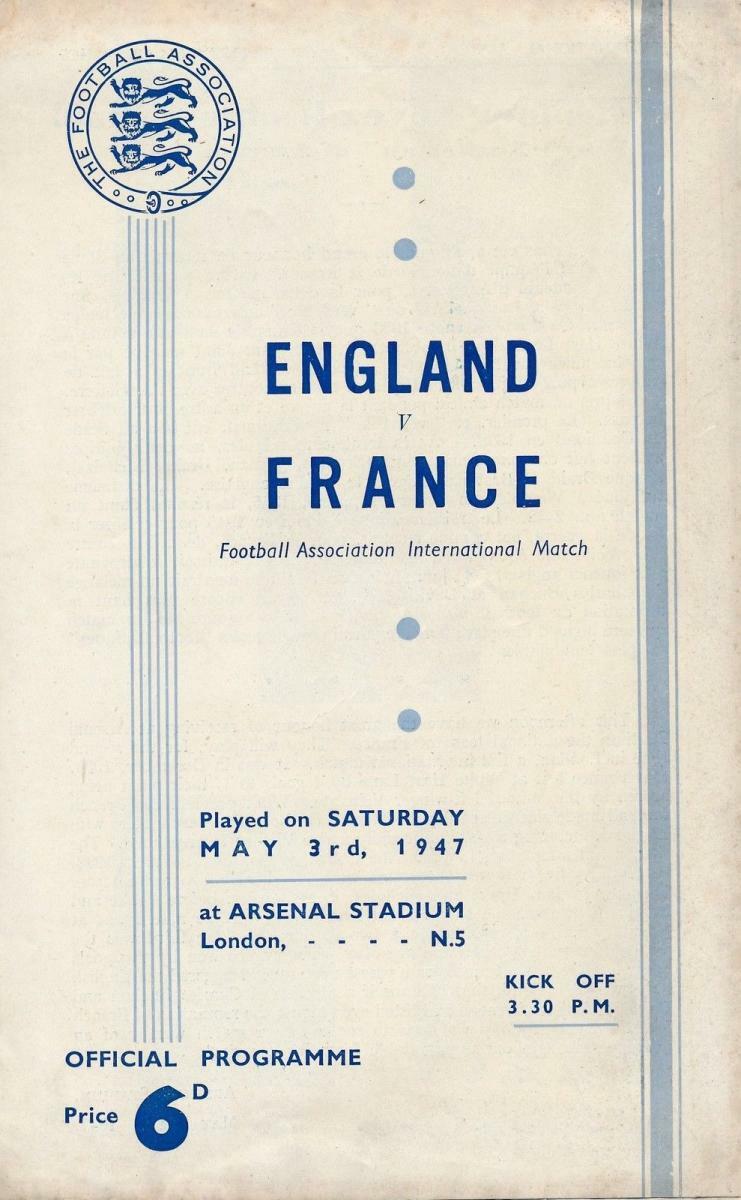 THE FOOTBALL ASSOCIATION
ENGLAND
V
FRANCE
Football Association International Match
Played on SATURDAY
MAY 3rd, 1947
at ARSENAL STADIUM
London, - - - - N.5
KICK OFF
3.30 P.M.
OFFICIAL PROGRAMME
Price 6D